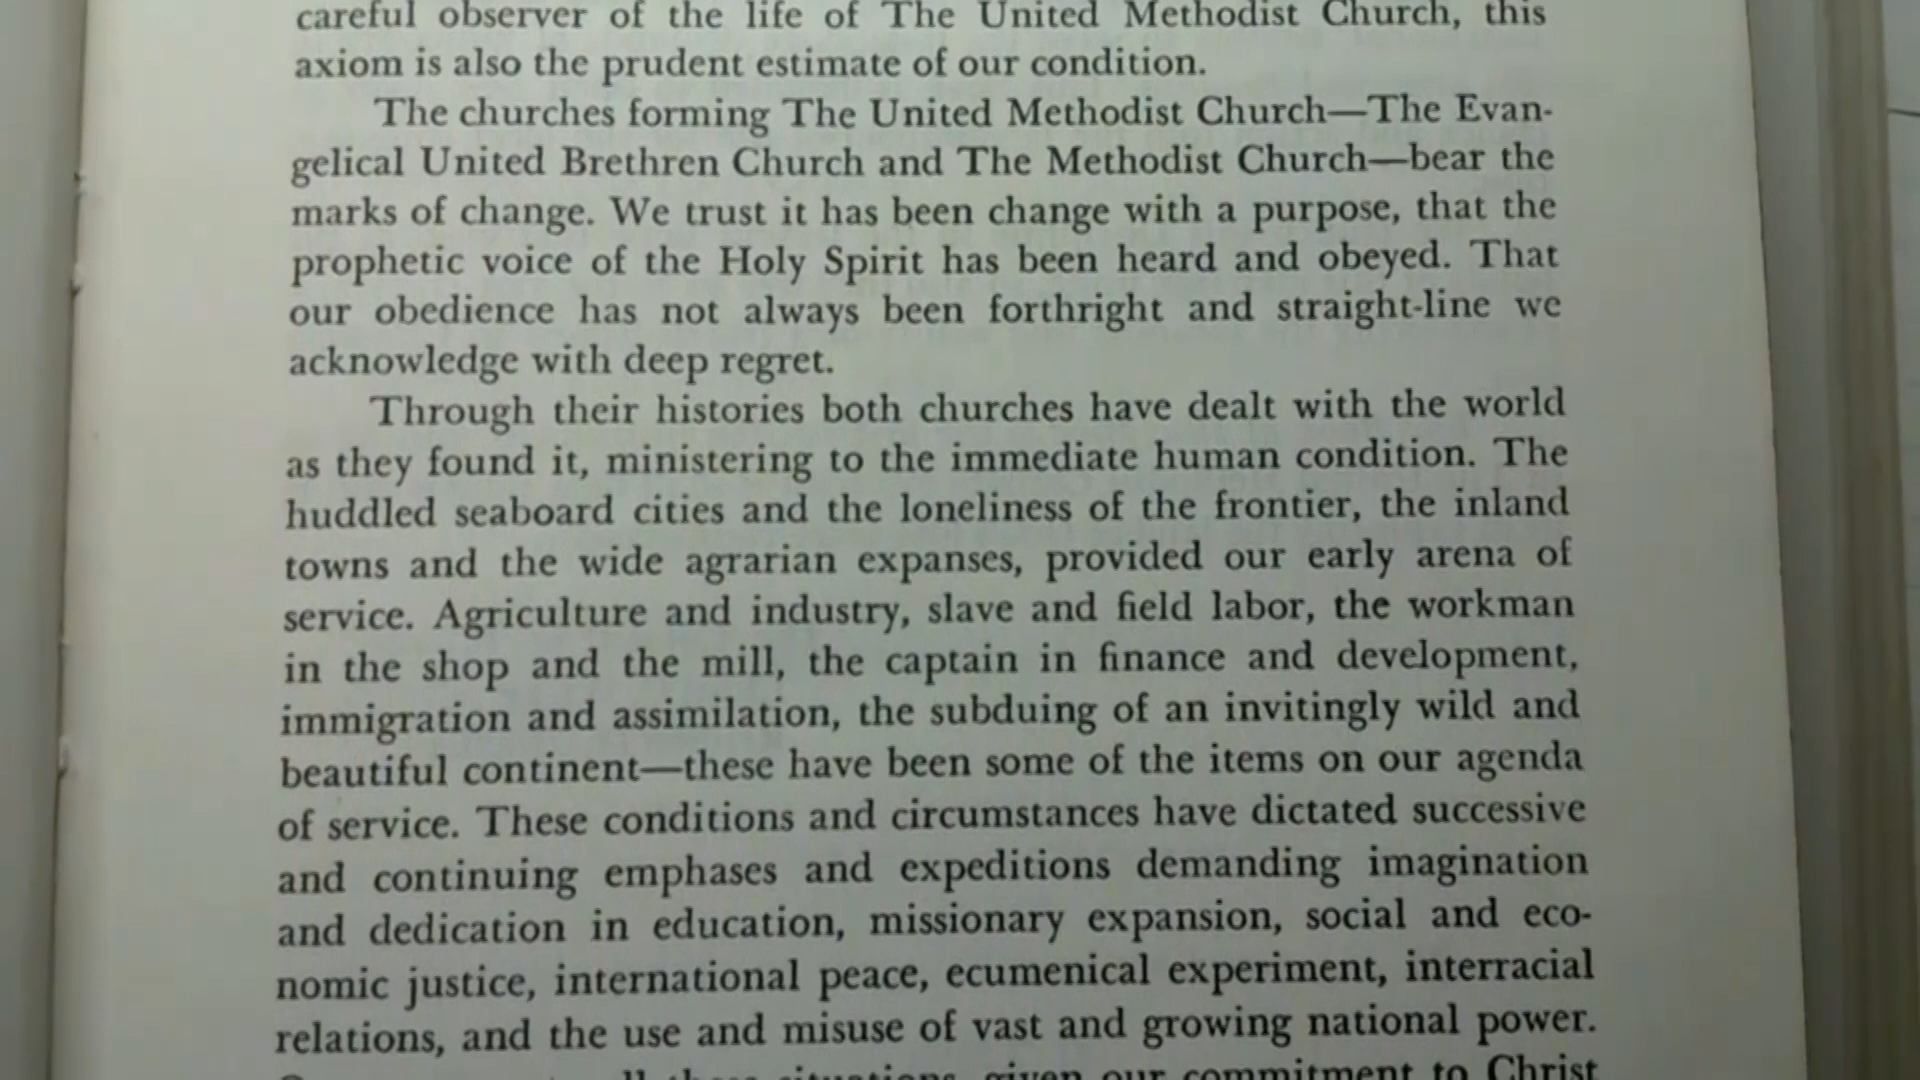 careful observer of the life of The United Methodist Church, this
axiom is also the prudent estimate of our condition.
The churches forming The United Methodist Church—The Evan-
gelical United Brethren Church and The Methodist Church—bear the
marks of change. We trust it has been change with a purpose, that the
prophetic voice of the Holy Spirit has been heard and obeyed. That
our obedience has not always been forthright and straight-line we
acknowledge with deep regret.
Through their histories both churches have dealt with the world
as they found it, ministering to the immediate human condition. The
huddled seaboard cities and the loneliness of the frontier, the inland
towns and the wide agrarian expanses, provided our early arena of
service. Agriculture and industry, slave and field labor, the workman
in the shop and the mill, the captain in finance and development,
immigration and assimilation, the subduing of an invitingly wild and
beautiful continent—these have been some of the items on our agenda
of service. These conditions and circumstances have dictated successive
and continuing emphases and expeditions demanding imagination
and dedication in education, missionary expansion, social and eco-
nomic justice, international peace, ecumenical experiment, interracial
relations, and the use and misuse of vast and growing national power.
these situations, given our commitment to Christ